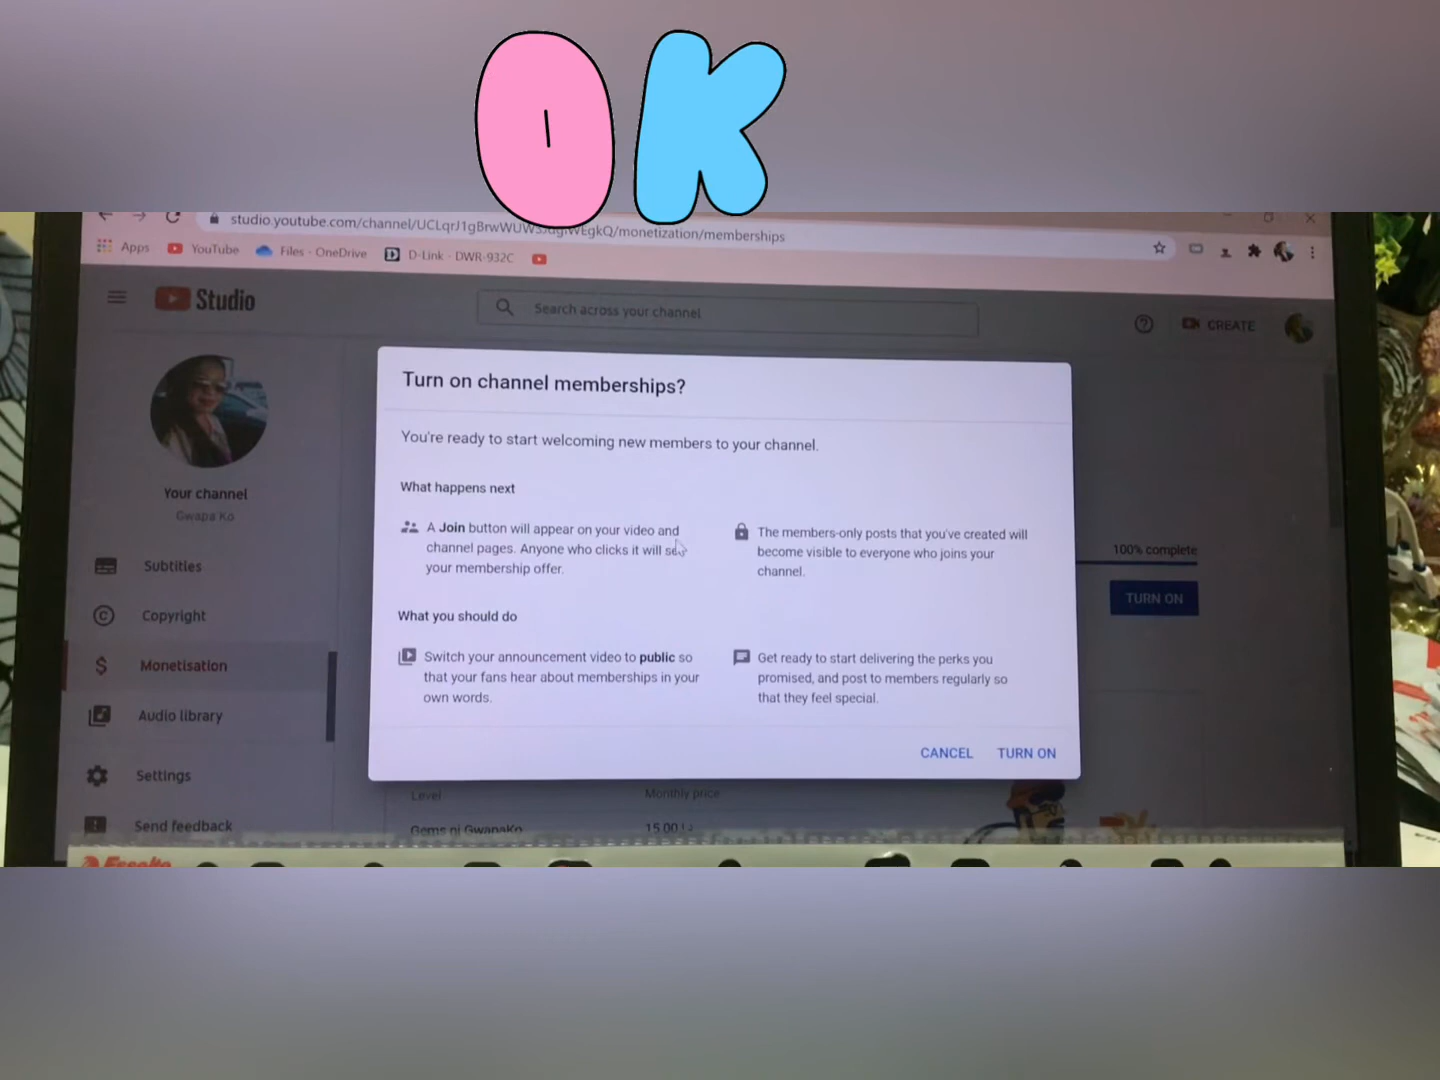 OK
studio.youtube.com/channel/
/monetization/memberships
Apps
YouTube
Files - OneDrive
D-Link - DWR-932C
Studio
Search across your channel
CREATE
Your channel
Gwapa Ko
Subtitles
Copyright
Monetisation
Audio library
Settings
Send feedback
Turn on channel memberships?
You're ready to start welcoming new members to your channel.
What happens next
A Join button will appear on your video and
channel pages. Anyone who clicks it will see
your membership offer.
The members-only posts that you've created will
become visible to everyone who joins your
channel.
What you should do
Switch your announcement video to public so
that your fans hear about memberships in your
own words.
Get ready to start delivering the perks you
promised, and post to members regularly so
that they feel special.
CANCEL
TURN ON
100% complete
TURN ON
Level
Monthly price
Gems ni GwapaKo
15.00